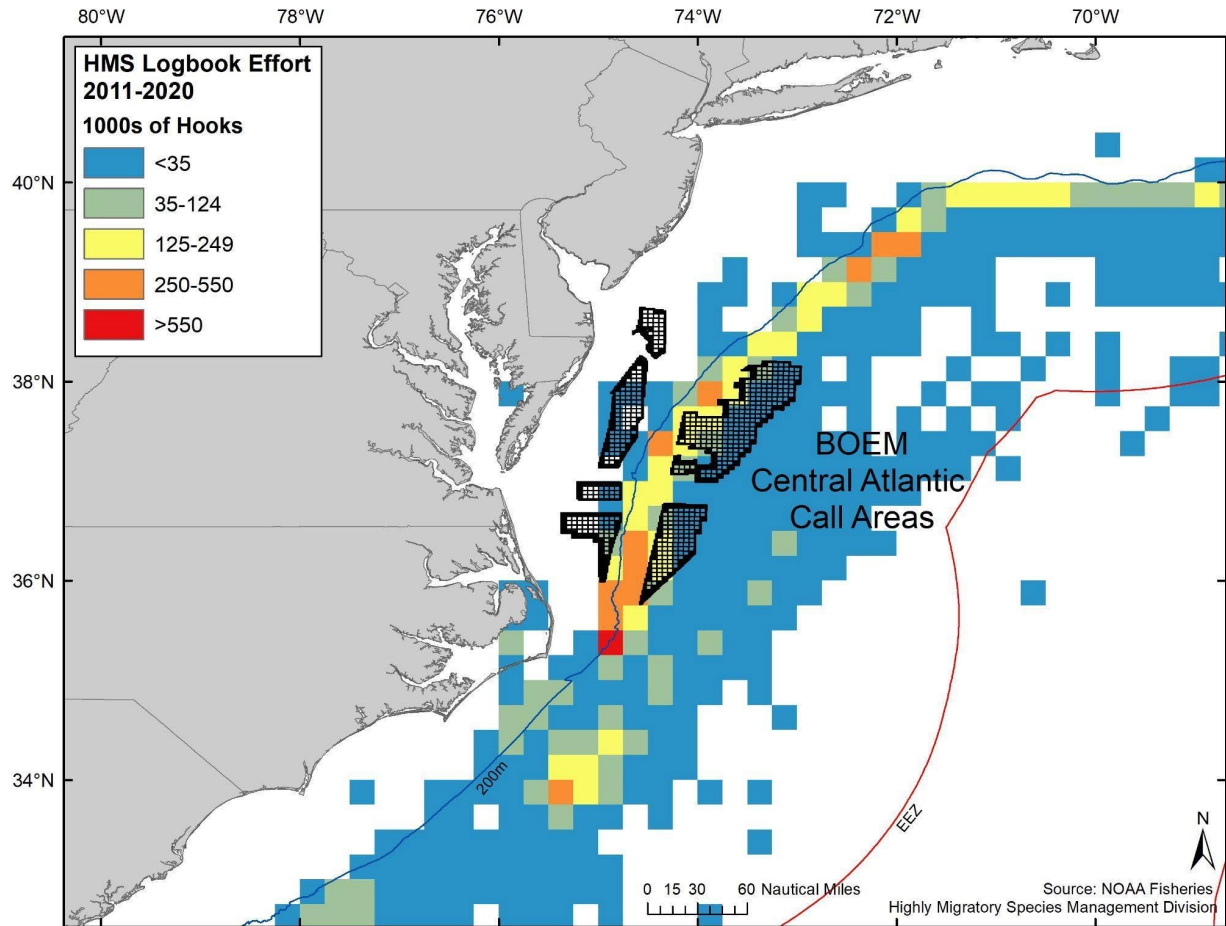 80°W 78°W 76°W 74°W 72°W 70°W
HMS Logbook Effort
2011-2020
1000s of Hooks
<35
35-124
125-249
250-550
>550
40°N
38°N
36°N
34°N
BOEM
Central Atlantic
Call Areas
200m
EEZ
N
0 15 30 60 Nautical Miles
Source: NOAA Fisheries
Highly Migratory Species Management Division